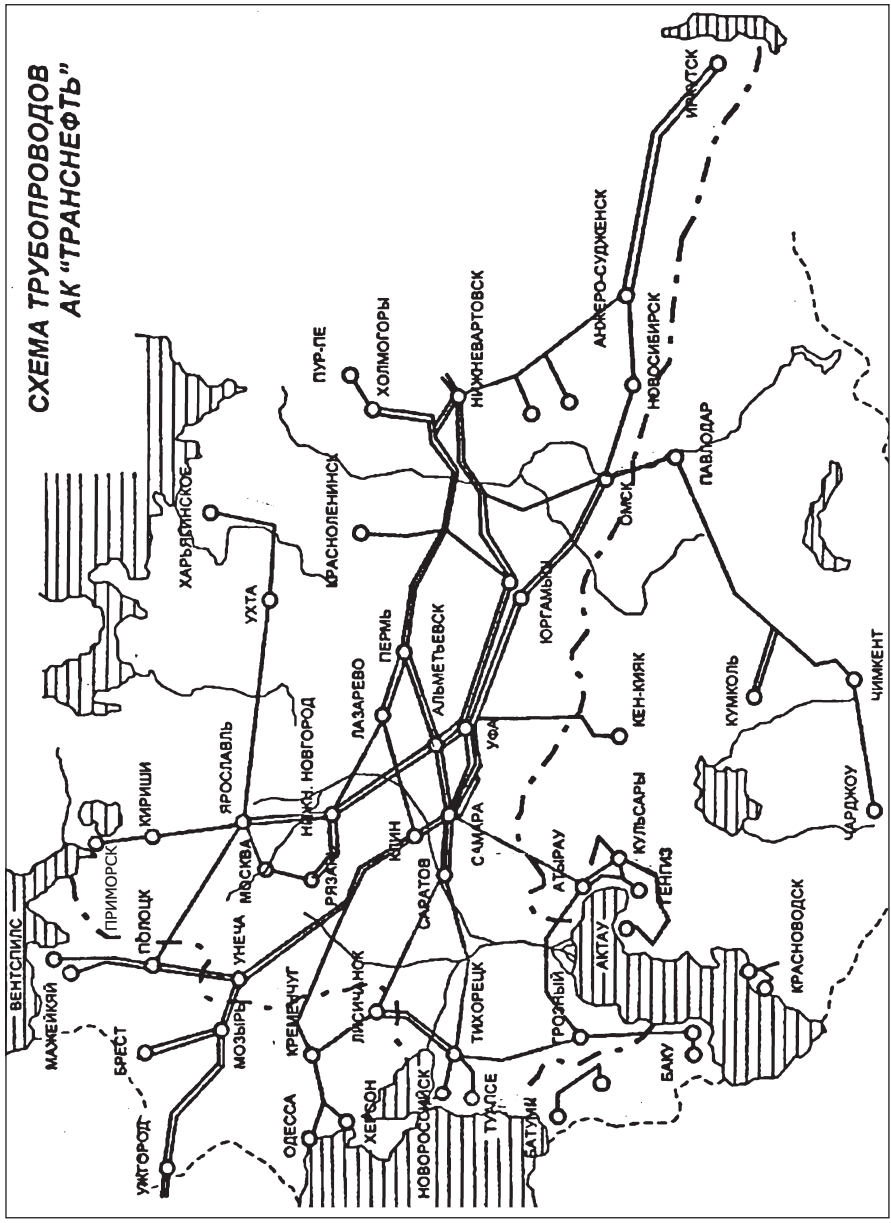 СХЕМА ТРУБОПРОВОДОВ
АК "ТРАНСНЕФТЬ"
ВЕНТСПИЛС
МАЖЕЙКЯЙ
БРЕСТ
УЖГОРОД
ПРИМОРСК
ПОЛОЦК
УНЕЧА
МОЗЫРЬ
КИРИШИ
ЯРОСЛАВЛЬ
МОСКВА
РЯЗАНЬ
НИЖН. НОВГОРОД
УХТА
ХАРЬЯГИНСКОЕ
КРАСНОЛЕНИНСК
ПУР-ПЕ
ХОЛМОГОРЫ
НИЖНЕВАРТОВСК
ЛАЗАРЕВО
ПЕРМЬ
АЛЬМЕТЬЕВСК
КЛИН
САРАТОВ
САМАРА
УФА
ЮРГАМЫШ
ОМСК
АНЖЕРО-СУДЖЕНСК
НОВОСИБИРСК
ИРКУТСК
ПАВЛОДАР
КРЕМЕНЧУГ
ЛИСИЧАНСК
ОДЕССА
ХЕРСОН
НОВОРОССИЙСК
ТИХОРЕЦК
ТУАПСЕ
ГРОЗНЫЙ
БАТУМИ
БАКУ
АТЫРАУ
АКТАУ
КУЛЬСАРЫ
ТЕНГИЗ
КЕН-КИЯК
КУМКОЛЬ
ЧИМКЕНТ
ЧАРДЖОУ
КРАСНОВОДСК